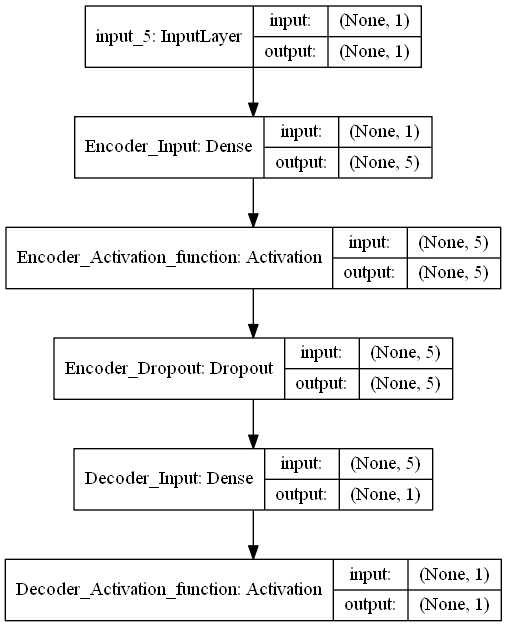 input_5: InputLayer
input: (None, 1)
output: (None, 1)
Encoder_Input: Dense
input: (None, 1)
output: (None, 5)
Encoder_Activation_function: Activation
input: (None, 5)
output: (None, 5)
Encoder_Dropout: Dropout
input: (None, 5)
output: (None, 5)
Decoder_Input: Dense
input: (None, 5)
output: (None, 1)
Decoder_Activation_function: Activation
input: (None, 1)
output: (None, 1)